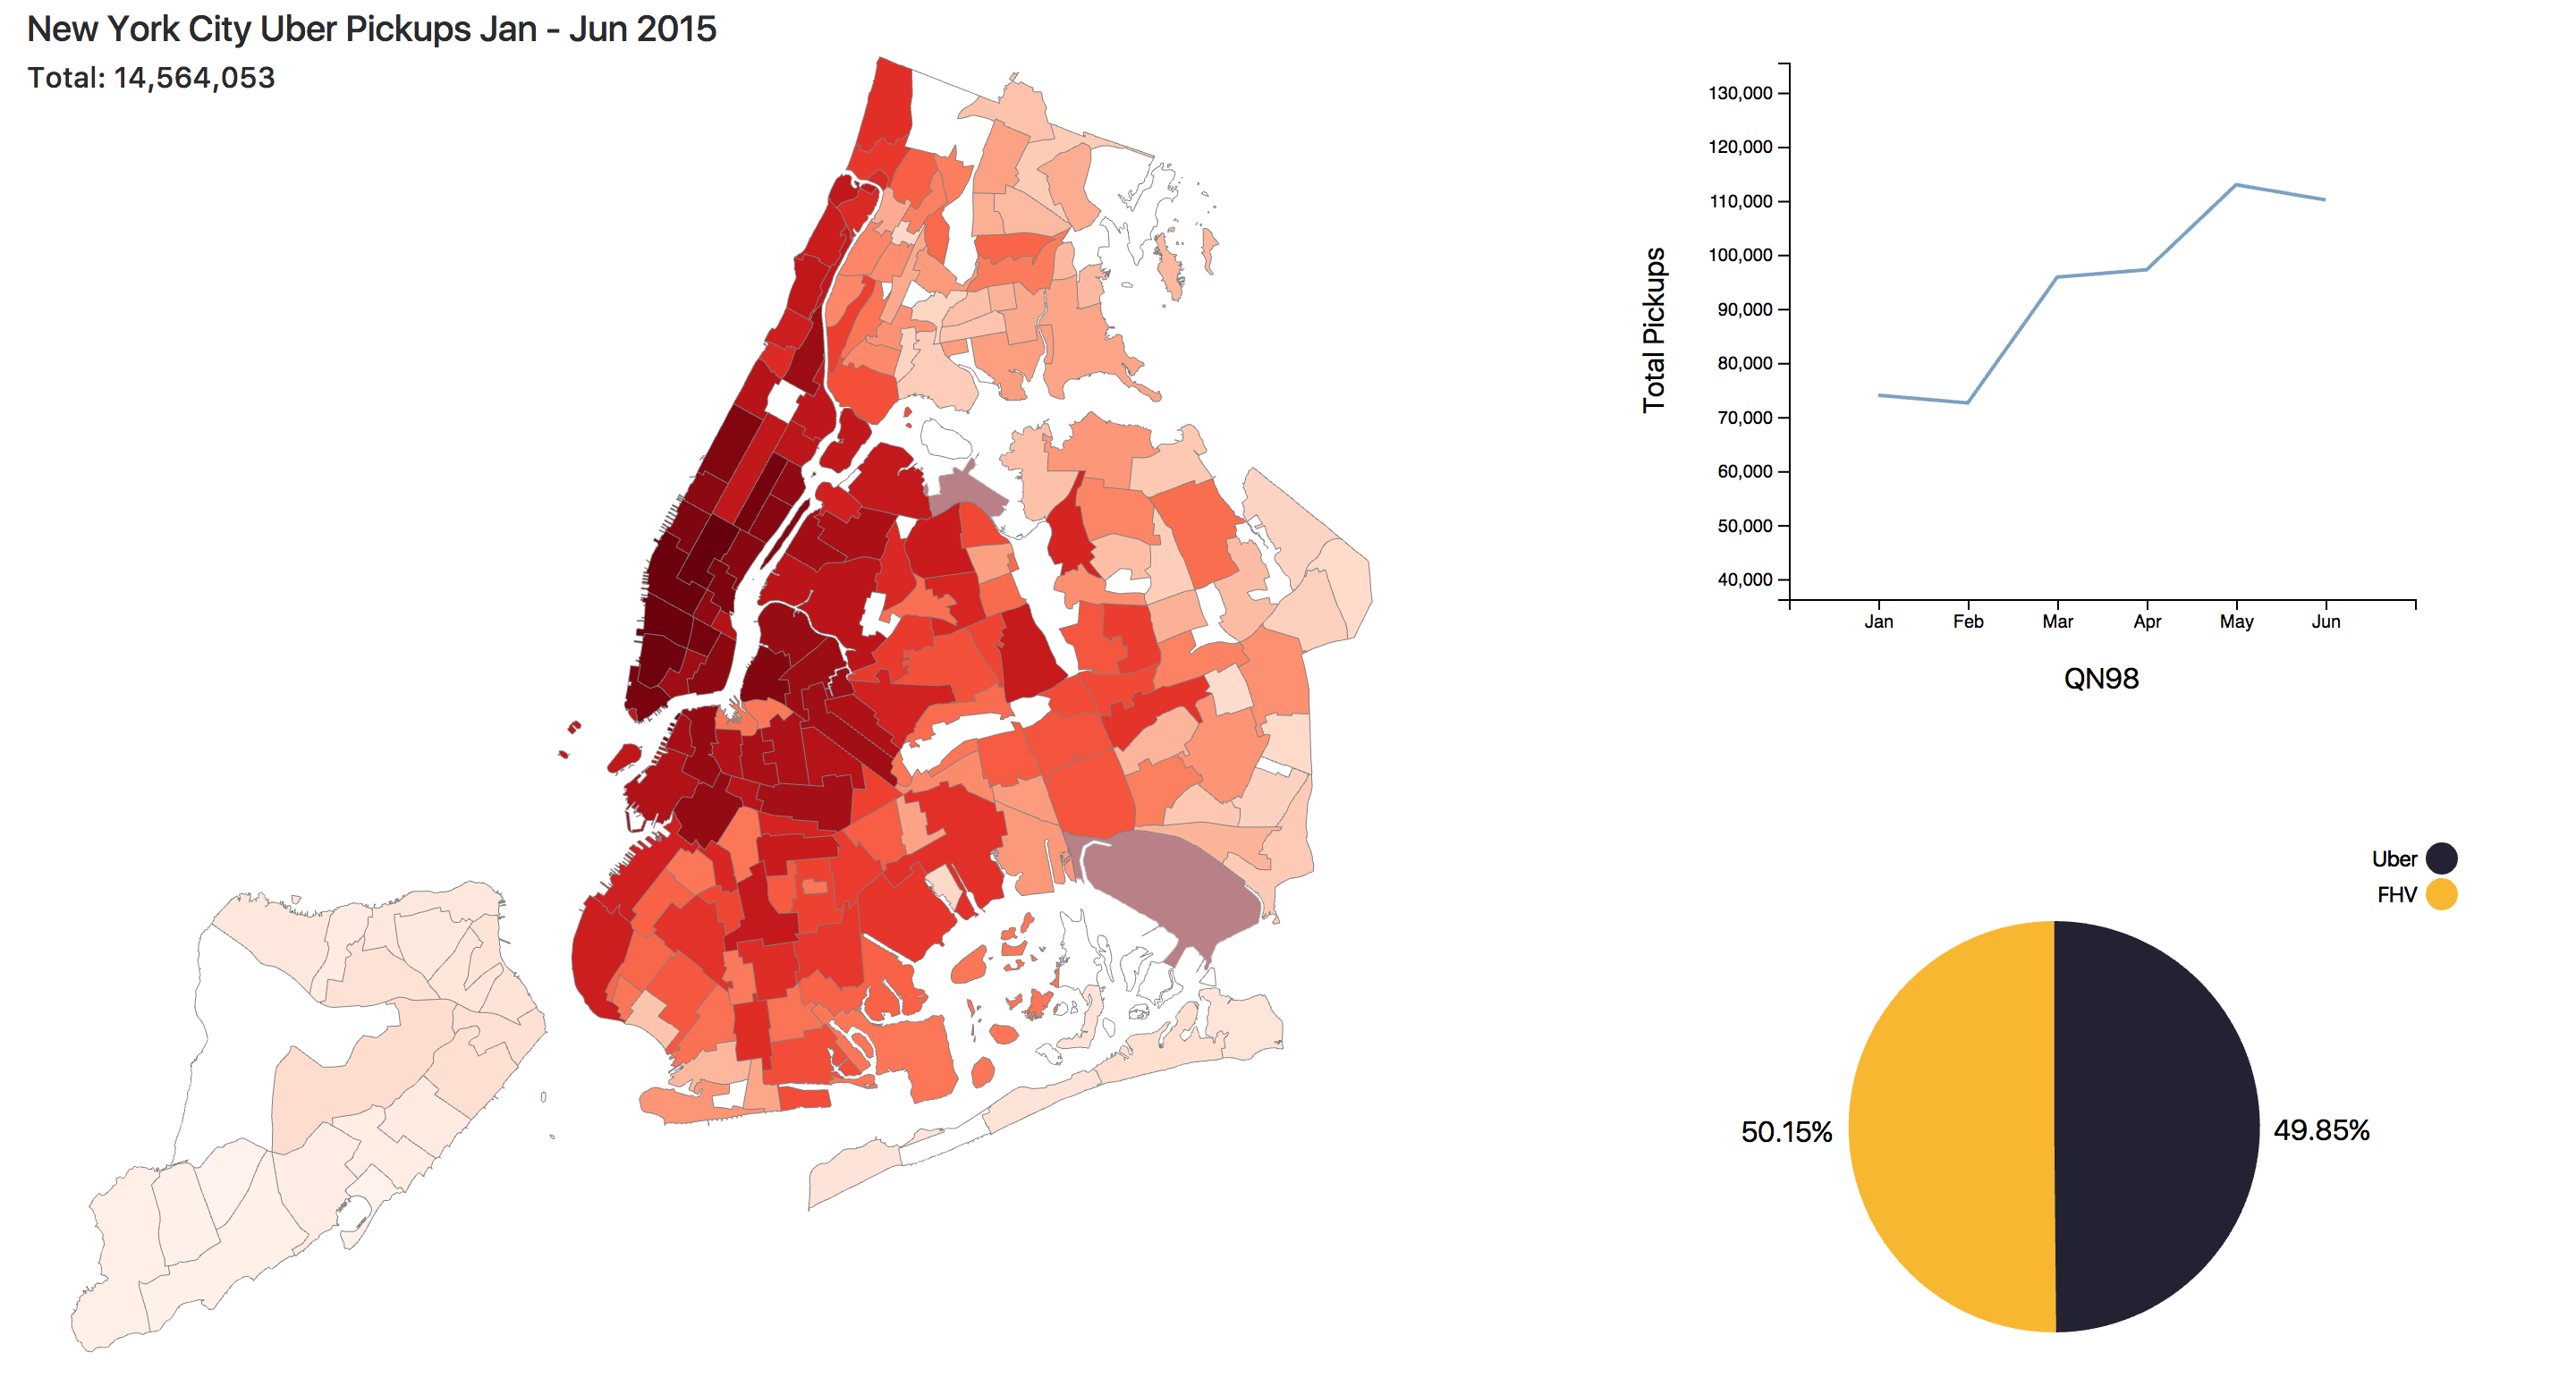 New York City Uber Pickups Jan - Jun 2015
Total: 14,564,053
Total Pickups
130,000
120,000
110,000
100,000
90,000
80,000
70,000
60,000
50,000
40,000
Jan Feb Mar Apr May Jun
QN98
Uber
FHV
50.15%
49.85%